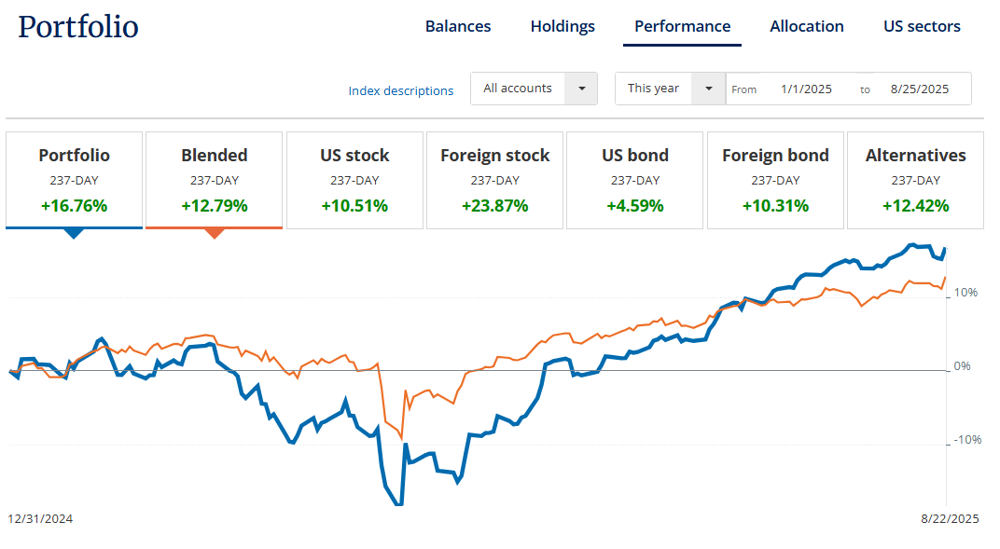 Portfolio
Balances Holdings Performance Allocation US sectors
Index descriptions All accounts This year From 1/1/2025 to 8/25/2025
Portfolio Blended US stock Foreign stock US bond Foreign bond Alternatives
237-DAY 237-DAY 237-DAY 237-DAY 237-DAY 237-DAY 237-DAY
+16.76% +12.79% +10.51% +23.87% +4.59% +10.31% +12.42%
10%
0%
-10%
12/31/2024 8/22/2025